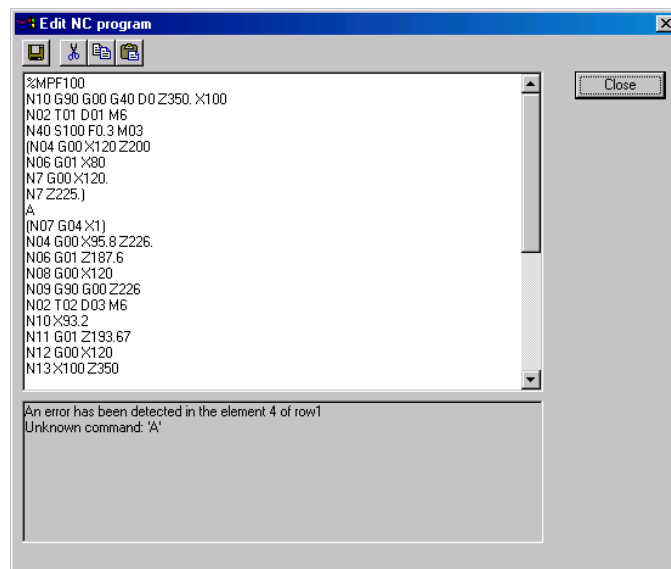 Edit NC program
Close
%MPF100
N10 G90 G00 G40 D0 Z350. X100
N02 T01 D01 M6
N40 S100 F0.3 M03
(N04 G00 X120 Z200
N06 G01 X80
N7 G00 X120.
N7 Z225.)
A
(N07 G04 X1)
N04 G00 X95.8 Z226.
N06 G01 Z187.6
N08 G00 X120
N09 G90 G00 Z226
N02 T02 D03 M6
N10 X93.2
N11 G01 Z193.67
N12 G00 X120
N13 X100 Z350
An error has been detected in the element 4 of row1
Unknown command: 'A'